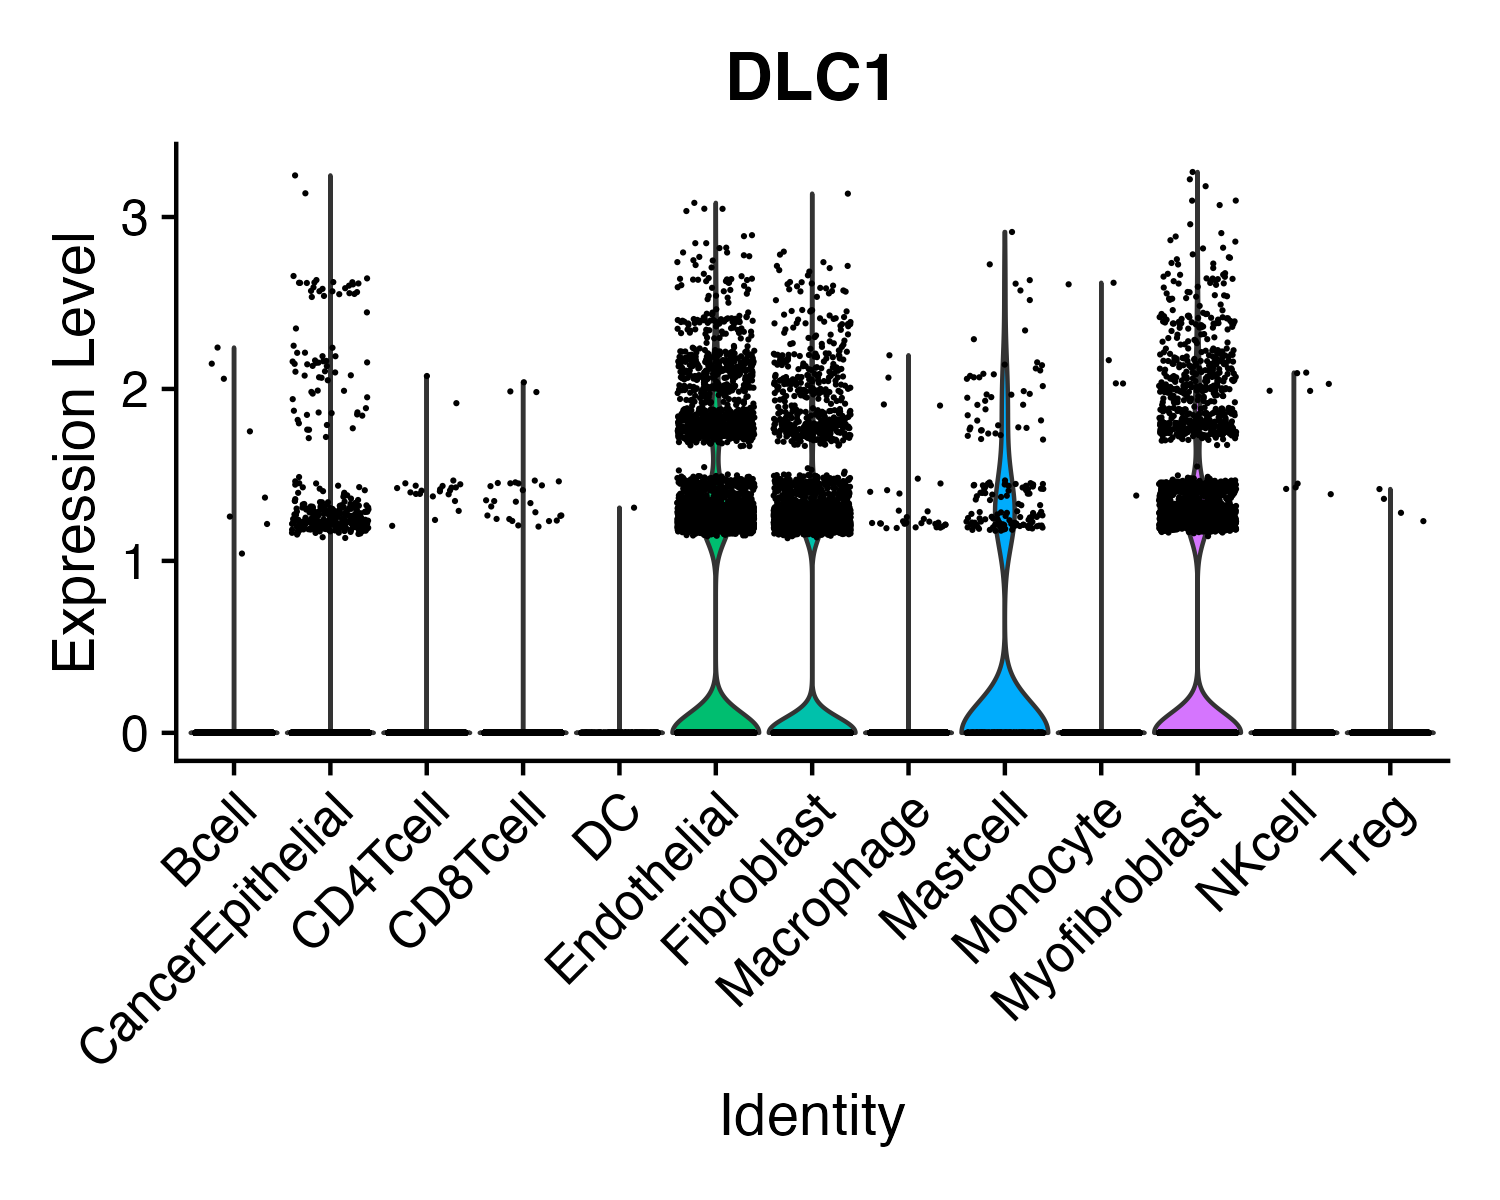 DLC1
Expression Level
3
2
1
0
Bcell
CancerEpithelial
CD4Tcell
CD8Tcell
DC
Endothelial
Fibroblast
Macrophage
Mastcell
Monocyte
Myofibroblast
NKcell
Treg
Identity